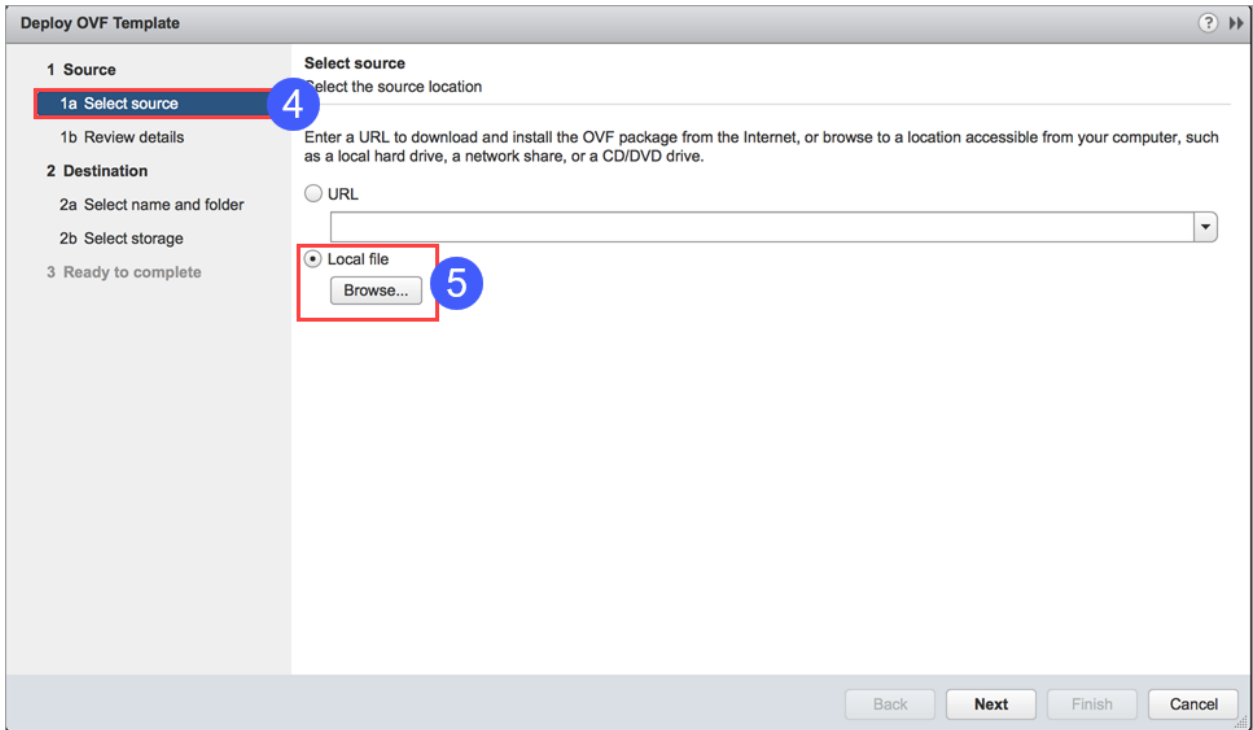 Deploy OVF Template
?
1 Source
1a Select source
4
1b Review details
2 Destination
2a Select name and folder
2b Select storage
3 Ready to complete
Select source
Select the source location
Enter a URL to download and install the OVF package from the Internet, or browse to a location accessible from your computer, such
as a local hard drive, a network share, or a CD/DVD drive.
URL
Local file
Browse...
5
Back
Next
Finish
Cancel